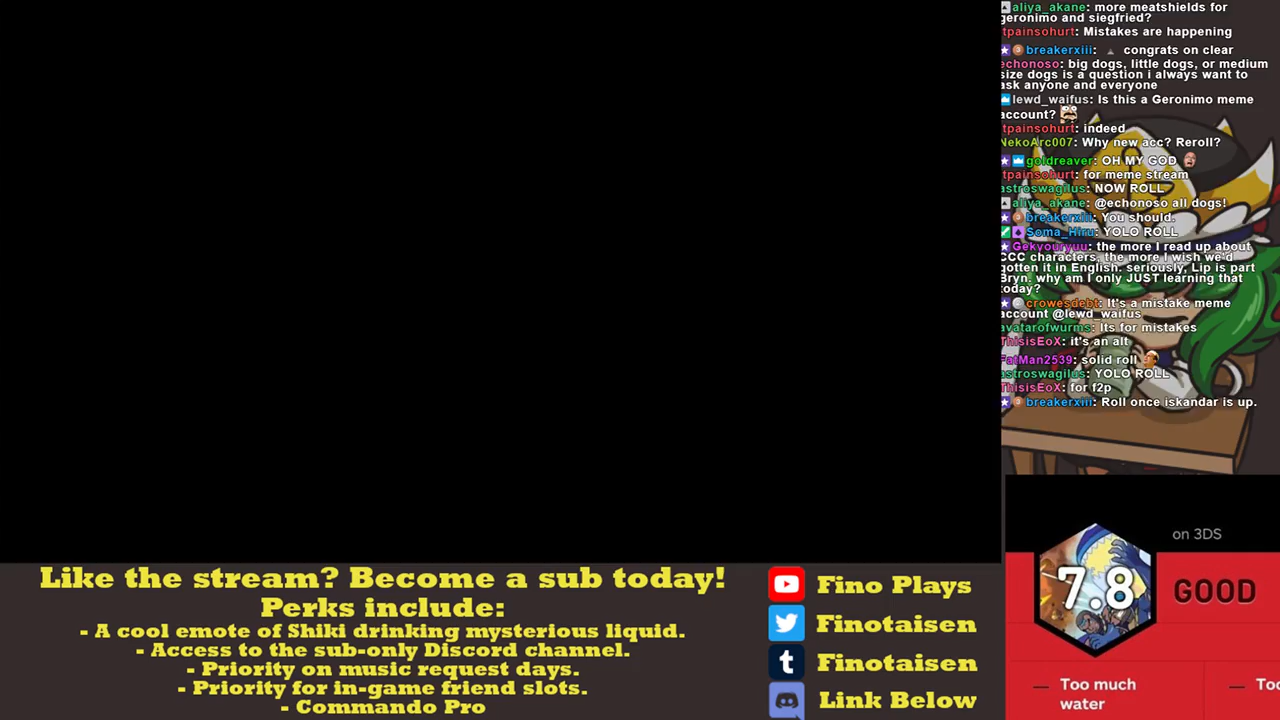 aliya_akane: more meatshields for
geronimo and siegfried?
tpainsohurt: Mistakes are happening
breakerxiii: congrats on clear
echonoso: big dogs, little dogs, or medium
size dogs is a question i always want to
ask anyone and everyone
lewd_waifus: Is this a Geronimo meme
account?
tpainsohurt: indeed
NekoArc007: Why new acc? Reroll?
goldreaver: OH MY GOD
tpainsohurt: for meme stream
astroswagilus: NOW ROLL
aliya_akane: @echonoso all dogs!
breakerxiii: You should.
Soma_Hiru: YOLO ROLL
Gekyouryuu: the more I read up about
CCC characters, the more I wish we'd
gotten it in English. seriously, Lip is part
Bryn. why am I only JUST learning that
today?
crowesdebt: It's a mistake meme
account @lewd_waifus
avatarofwurms: Its for mistakes
ThisisEoX: it's an alt
FatMan2539: solid roll
astroswagilus: YOLO ROLL
ThisisEoX: for f2p
breakerxiii: Roll once iskandar is up.
on 3DS
7.8
GOOD
— Too much
water
— Too
Like the stream? Become a sub today!
Perks include:
- A cool emote of Shiki drinking mysterious liquid.
- Access to the sub-only Discord channel.
- Priority on music request days.
- Priority for in-game friend slots.
- Commando Pro
Fino Plays
Finotaisen
Finotaisen
Link Below